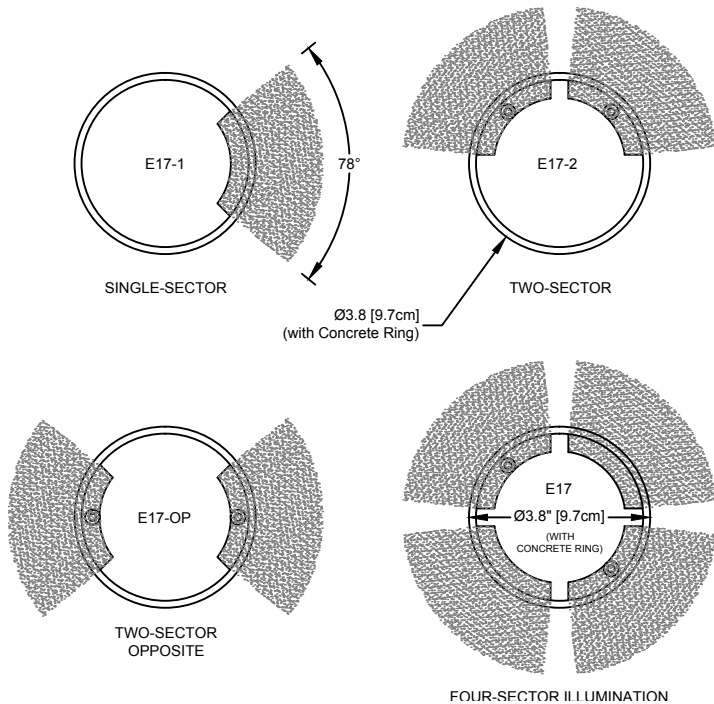 E17-1
78°
SINGLE-SECTOR
E17-2
TWO-SECTOR
Ø3.8 [9.7cm]
(with Concrete Ring)
E17-OP
TWO-SECTOR
OPPOSITE
E17
Ø3.8" [9.7cm]
(WITH
CONCRETE RING)
FOUR-SECTOR ILLUMINATION